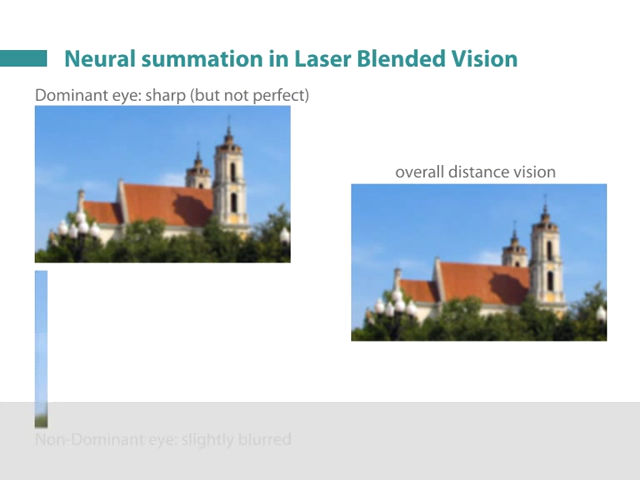 Neural summation in Laser Blended Vision
Dominant eye: sharp (but not perfect)
overall distance vision
Non-Dominant eye: slightly blurred